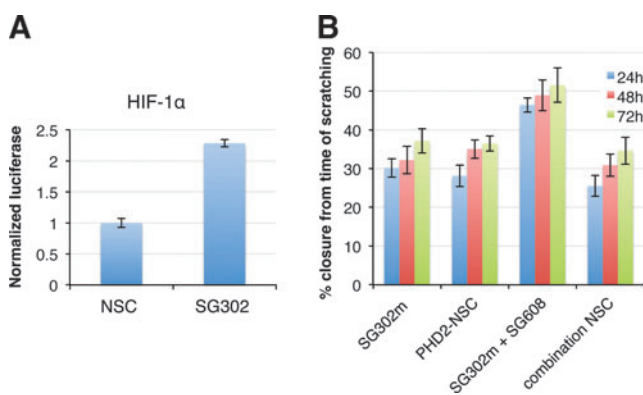 A
HIF-1α
Normalized luciferase
2.5
2
1.5
1
0.5
0
NSC
SG302
B
% closure from time of scratching
60
50
40
30
20
10
0
24h
48h
72h
SG302m
PHD2-NSC
SG302m + SG608
combination NSC